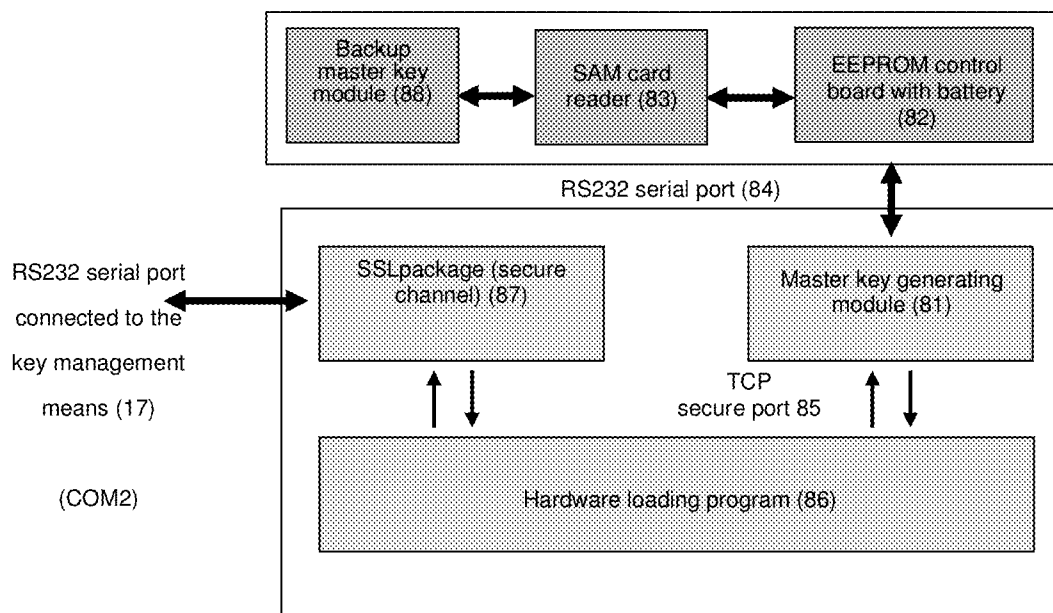 Backup
master key
module (88)
SAM card
reader (83)
EEPROM control
board with battery
(82)
RS232 serial port (84)
RS232 serial port
connected to the
key management
means (17)
(COM2)
SSLpackage (secure
channel) (87)
Master key generating
module (81)
TCP
secure port 85
Hardware loading program (86)